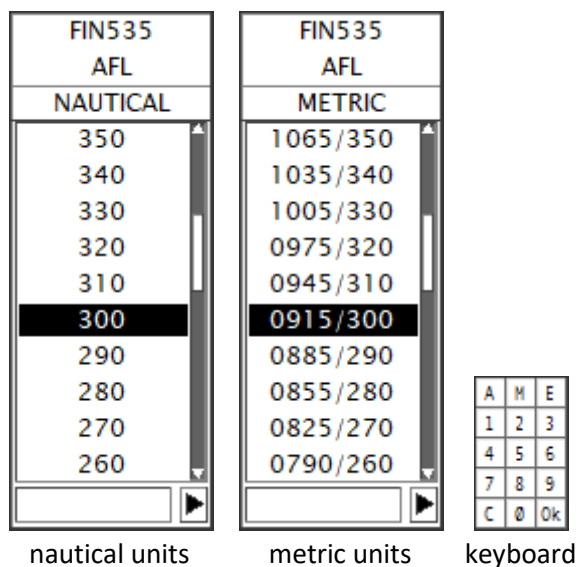 FIN535
AFL
NAUTICAL
350
340
330
320
310
300
290
280
270
260
nautical units
FIN535
AFL
METRIC
1065/350
1035/340
1005/330
0975/320
0945/310
0915/300
0885/290
0855/280
0825/270
0790/260
metric units
A M E
1 2 3
4 5 6
7 8 9
C Ø Ok
keyboard